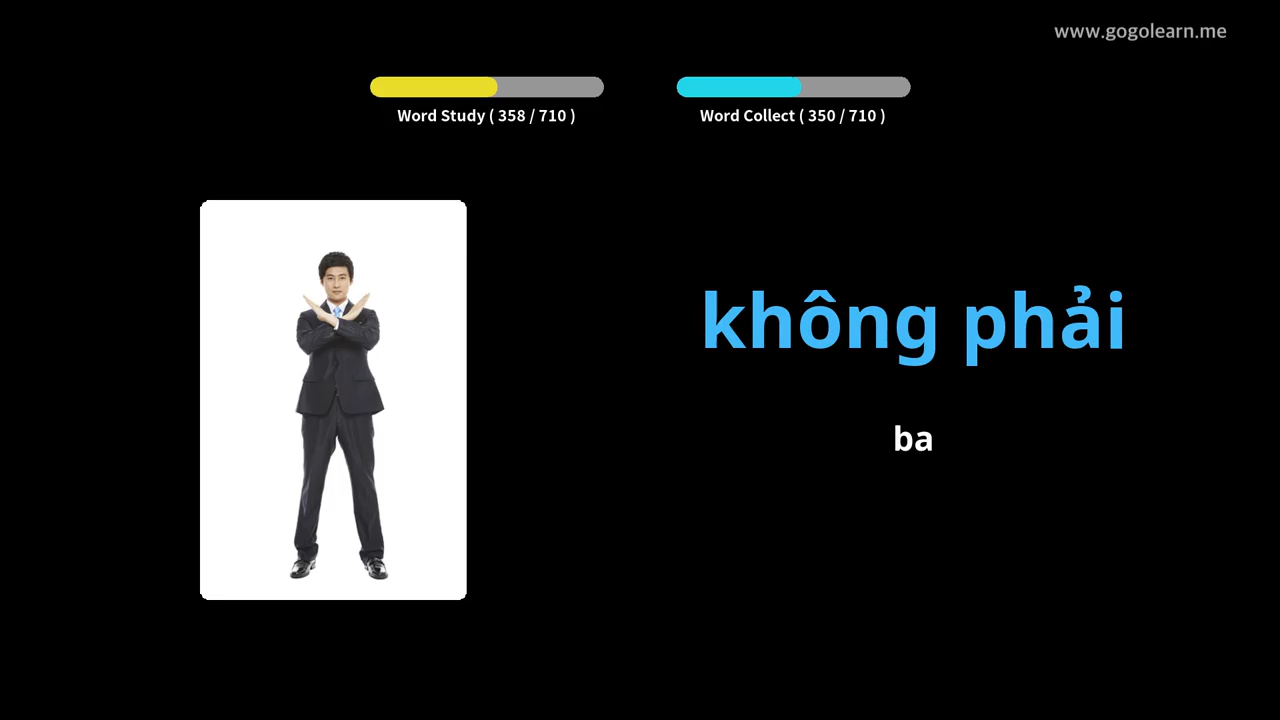 www.gogolearn.me
Word Study ( 358 / 710 )
Word Collect ( 350 / 710 )
không phải
ba